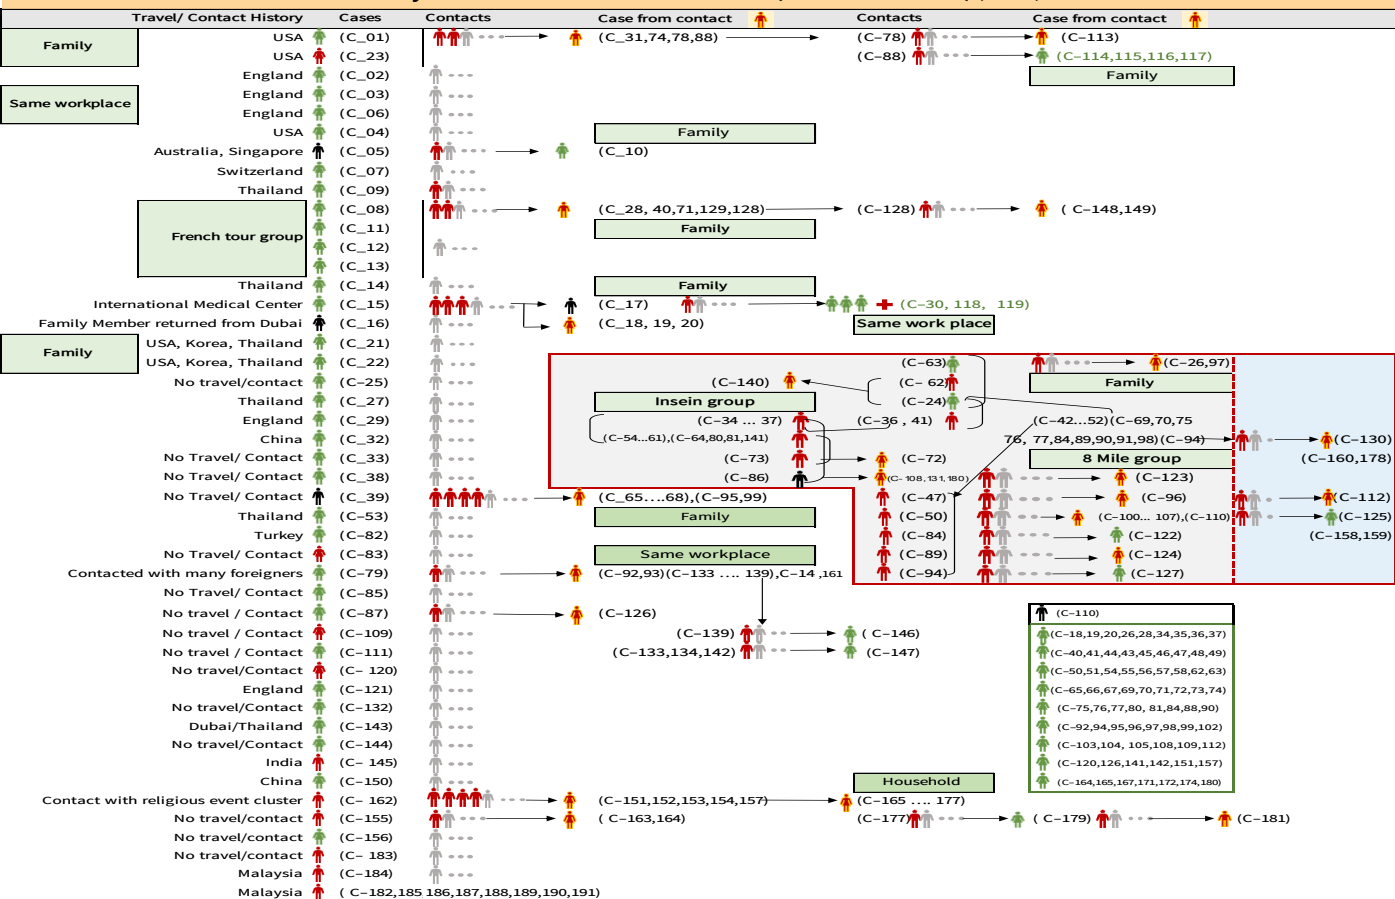 Travel/ Contact History Cases Contacts Case from contact Contacts Case from contact
Family
USA (C_01) (C_31,74,78,88) (C-78) (C-113)
USA (C_23) (C-88) (C-114,115,116,117)
England (C_02) Family
Same workplace
England (C_03)
England (C_06)
USA (C_04) Family
Australia, Singapore (C_05) (C_10)
Switzerland (C_07)
Thailand (C_09)
French tour group
(C_08) (C_28, 40,71,129,128) (C-128) ( C-148,149)
(C_11) Family
(C_12)
(C_13)
Thailand (C_14) Family
International Medical Center (C_15) (C_17) (C-30, 118, 119)
Family Member returned from Dubai (C_16) (C_18, 19, 20) Same work place
Family
USA, Korea, Thailand (C_21)
USA, Korea, Thailand (C_22) (C-63) (C-26,97)
No travel/contact (C-25) (C-140) (C- 62) Family
Thailand (C_27) Insein group (C-24)
England (C_29) (C-34 ... 37) (C-36 , 41) (C-42...52)(C-69,70,75
China (C_32) (C-54...61),(C-64,80,81,141) 76, 77,84,89,90,91,98)(C-94) (C-130)
No Travel/ Contact (C_33) (C-73) (C-72) 8 Mile group (C-160,178)
No Travel/ Contact (C_38) (C-86) (C-108,131,180) (C-123)
No Travel/ Contact (C_39) (C_65....68),(C-95,99) (C-47) (C-96) (C-112)
Thailand (C-53) Family (C-50) (C-100... 107),(C-110) (C-125)
Turkey (C-82) (C-84) (C-122) (C-158,159)
No Travel/ Contact (C-83) Same workplace (C-89) (C-124)
Contacted with many foreigners (C-79) (C-92,93)(C-133 .... 139),C-14 ,161 (C-94) (C-127)
No Travel/ Contact (C-85)
No travel / Contact (C-87) (C-126) (C-110)
No travel / Contact (C-109) (C-139) ( C-146) (C-18,19,20,26,28,34,35,36,37)
No travel / Contact (C-111) (C-133,134,142) (C-147) (C-40,41,44,43,45,46,47,48,49)
No travel/Contact (C- 120) (C-50,51,54,55,56,57,58,62,63)
England (C-121) (C-65,66,67,69,70,71,72,73,74)
No travel/Contact (C-132) (C-75,76,77,80, 81,84,88,90)
Dubai/Thailand (C-143) (C-92,94,95,96,97,98,99,102)
No travel/Contact (C-144) (C-103,104, 105,108,109,112)
India (C- 145) (C-120,126,141,142,151,157)
China (C-150) Household (C-164,165,167,171,172,174,180)
Contact with religious event cluster (C- 162) (C-151,152,153,154,157) (C-165 .... 177)
No travel/contact (C-155) ( C-163,164) (C-177) ( C-179) (C-181)
No travel/contact (C-156)
No travel/contact (C- 183)
Malaysia (C-184)
Malaysia ( C-182,185,186,187,188,189,190,191)